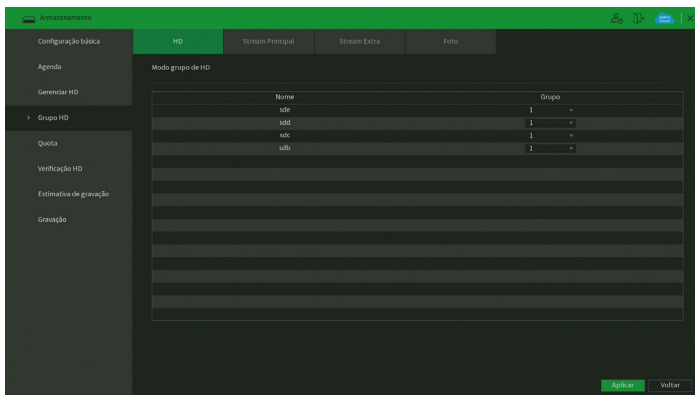 Armazenamento
Configuração básica
Agenda
Gerenciar HD
Grupo HD
Quota
Verificação HD
Estimativa de gravação
Gravação
HD Stream Principal Stream Extra Foto
Modo grupo de HD
Nome Grupo
sde 1
sdd 1
sdc 1
sdb 1
Aplicar Voltar